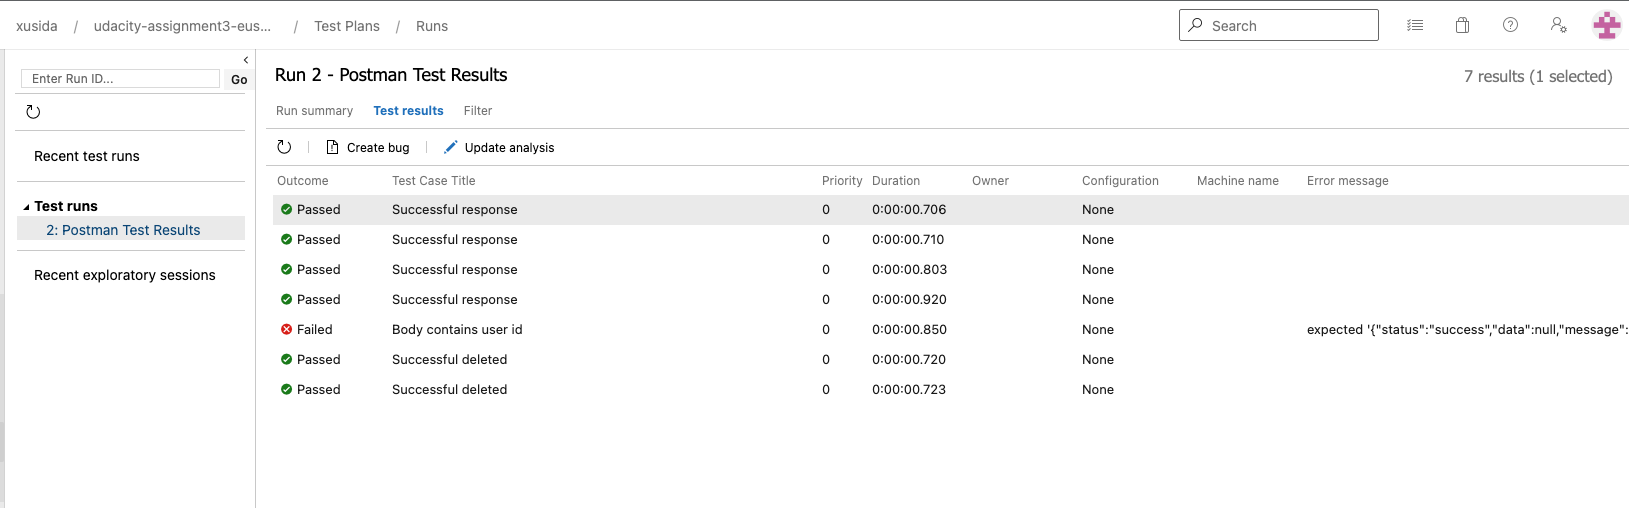 xusida / udacity-assignment3-eus... / Test Plans / Runs
Search
Enter Run ID...
Go
Recent test runs
Test runs
2: Postman Test Results
Recent exploratory sessions
Run 2 - Postman Test Results
7 results (1 selected)
Run summary Test results Filter
Create bug Update analysis
Outcome Test Case Title Priority Duration Owner Configuration Machine name Error message
Passed Successful response 0 0:00:00.706 None
Passed Successful response 0 0:00:00.710 None
Passed Successful response 0 0:00:00.803 None
Passed Successful response 0 0:00:00.920 None
Failed Body contains user id 0 0:00:00.850 None expected '{"status":"success","data":null,"message":
Passed Successful deleted 0 0:00:00.720 None
Passed Successful deleted 0 0:00:00.723 None